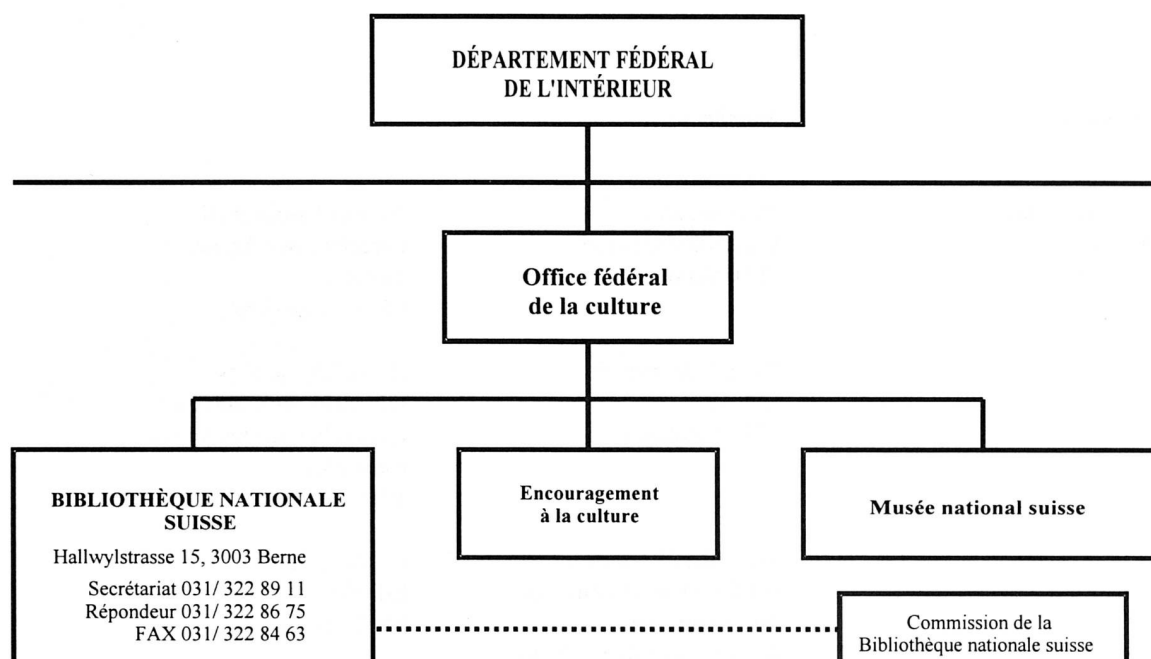 DÉPARTEMENT FÉDÉRAL
DE L'INTÉRIEUR
Office fédéral
de la culture
BIBLIOTHÈQUE NATIONALE
SUISSE
Hallwylstrasse 15, 3003 Berne
Secrétariat 031/ 322 89 11
Répondeur 031/ 322 86 75
FAX 031/ 322 84 63
Encouragement
à la culture
Musée national suisse
Commission de la
Bibliothèque nationale suisse